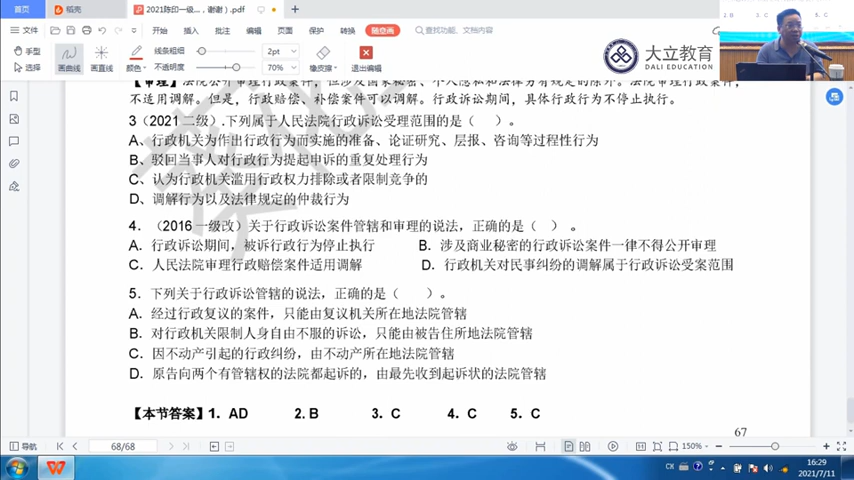 首页
稻壳
2021陈印一级...，谢谢）.pdf
2. B 3. C 5. C
文件
开始
插入
批注
编辑
页面
保护
转换
随您画
查找功能、文档内容
手型
选择
画曲线
画直线
颜色
线条粗细
2pt
不透明度
70%
橡皮擦
退出编辑
大立教育
DALI EDUCATION
【审理】法院公开审理行政案件，但涉及国家秘密、个人隐私和法律另有规定的除外。法院审理行政案件，
不适用调解。但是，行政赔偿、补偿案件可以调解。行政诉讼期间，具体行政行为不停止执行。
3（2021 二级）.下列属于人民法院行政诉讼受理范围的是（ ）。
A、行政机关为作出行政行为而实施的准备、论证研究、层报、咨询等过程性行为
B、驳回当事人对行政行为提起申诉的重复处理行为
C、认为行政机关滥用行政权力排除或者限制竞争的
D、调解行为以及法律规定的仲裁行为
4. （2016 一级改）关于行政诉讼案件管辖和审理的说法，正确的是（ ） 。
A. 行政诉讼期间，被诉行政行为停止执行 B. 涉及商业秘密的行政诉讼案件一律不得公开审理
C. 人民法院审理行政赔偿案件适用调解 D. 行政机关对民事纠纷的调解属于行政诉讼受案范围
5. 下列关于行政诉讼管辖的说法，正确的是（ ）。
A. 经过行政复议的案件，只能由复议机关所在地法院管辖
B. 对行政机关限制人身自由不服的诉讼，只能由被告住所地法院管辖
C. 因不动产引起的行政纠纷，由不动产所在地法院管辖
D. 原告向两个有管辖权的法院都起诉的，由最先收到起诉状的法院管辖
【本节答案】1. AD 2. B 3. C 4. C 5. C
67
导航
68/68
150%
CH
16:29
2021/7/11